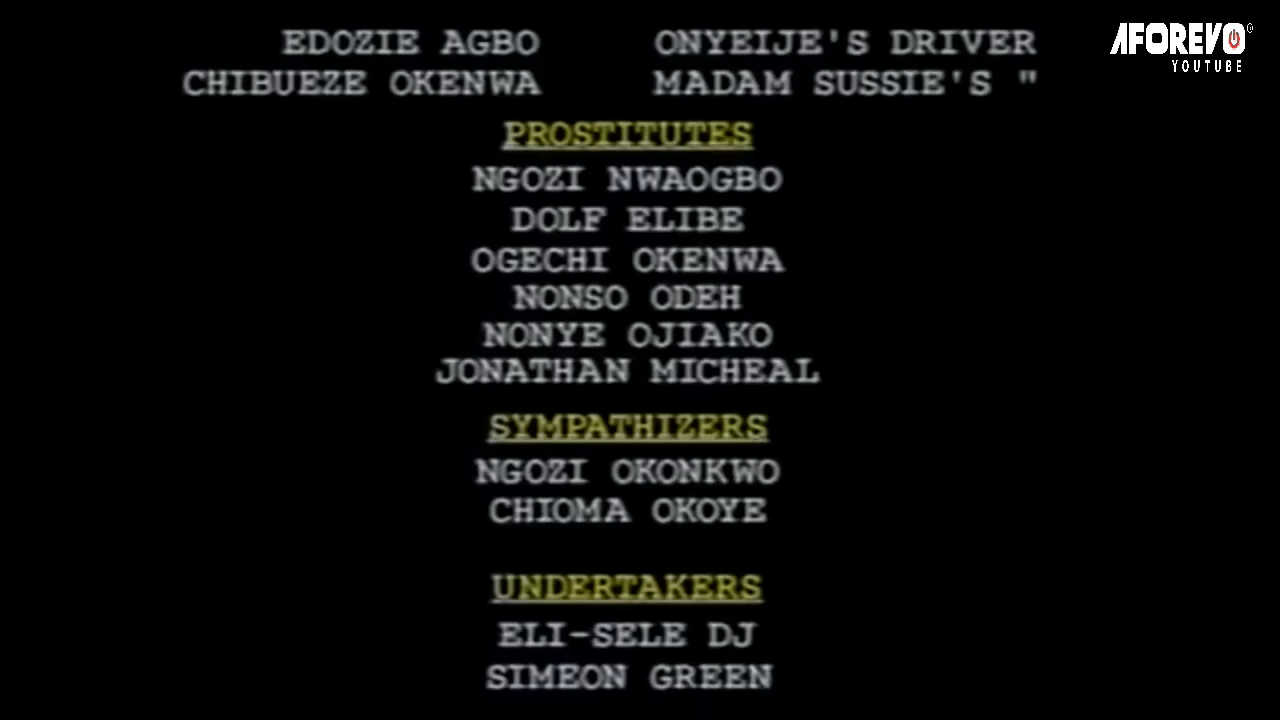 EDOZIE AGBO ONYEIJE'S DRIVER
CHIBUEZE OKENWA MADAM SUSSIE'S "
PROSTITUTES
NGOZI NWAOGBO
DOLF ELIBE
OGECHI OKENWA
NONSO ODEH
NONYE OJIAKO
JONATHAN MICHEAL
SYMPATHIZERS
NGOZI OKONKWO
CHIOMA OKOYE
UNDERTAKERS
ELI-SELE DJ
SIMEON GREEN
AFOREVO
YOUTUBE